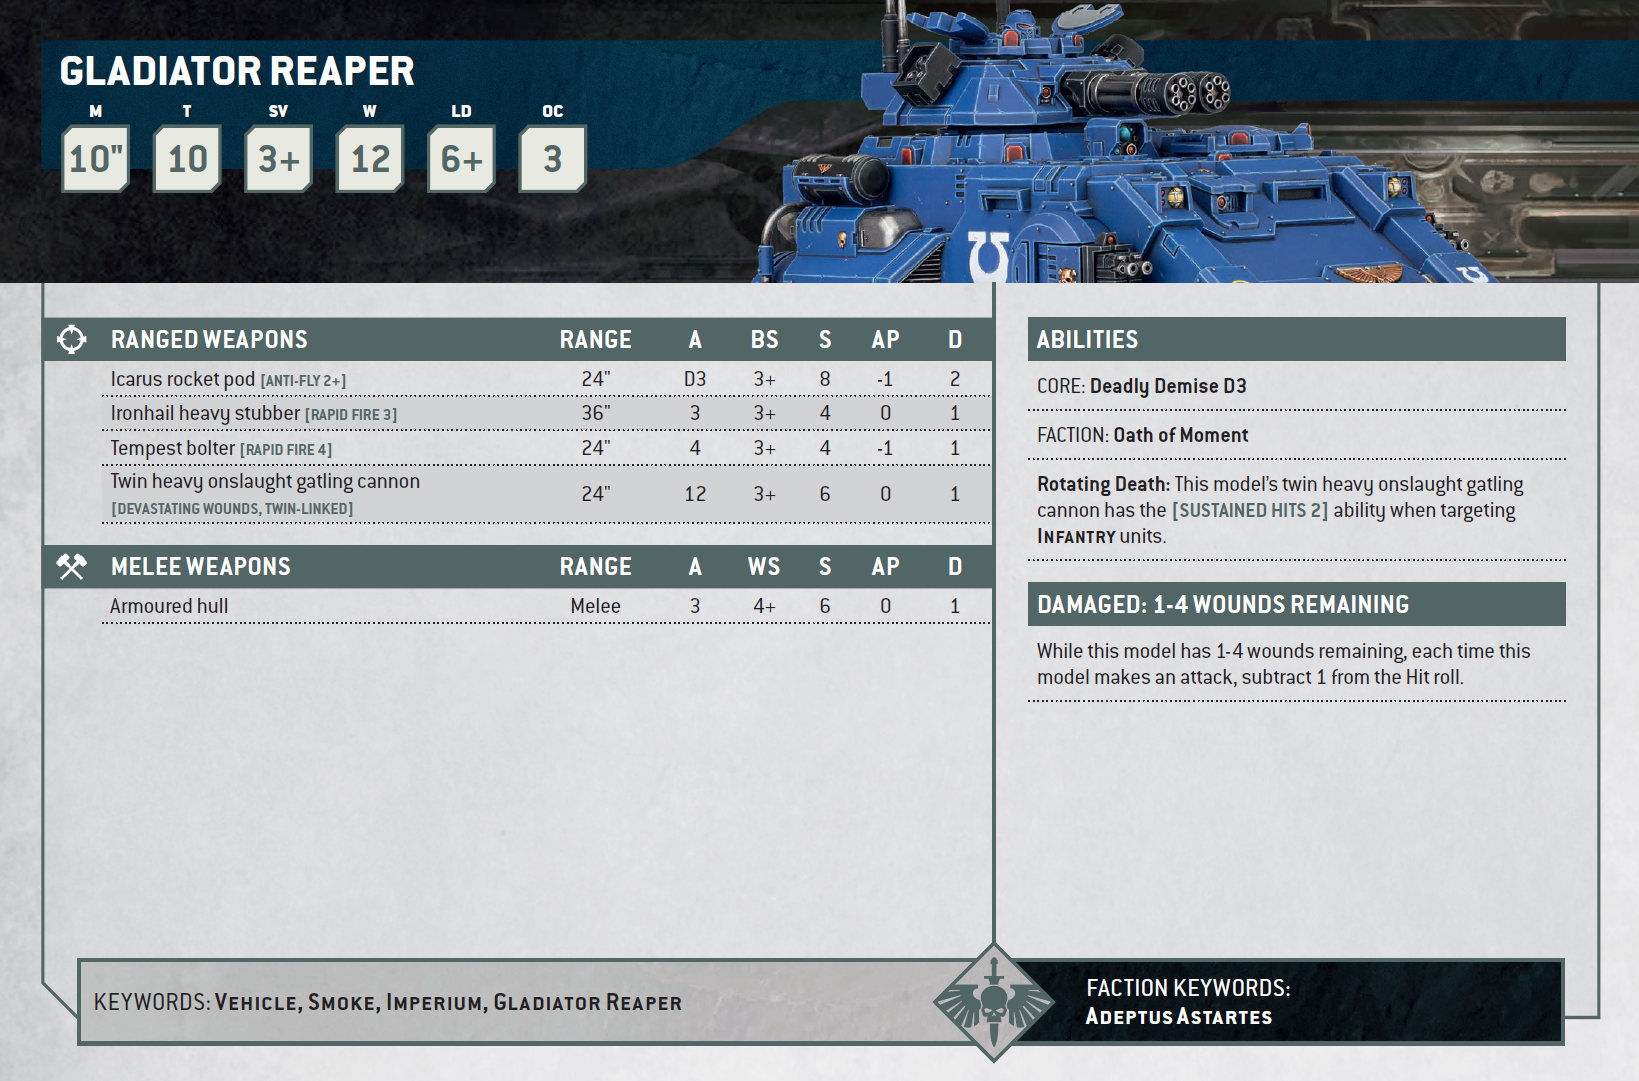 GLADIATOR REAPER
M T SV W LD OC
10" 10 3+ 12 6+ 3
RANGED WEAPONS RANGE A BS S AP D
Icarus rocket pod [ANTI-FLY 2+] 24" D3 3+ 8 -1 2
Ironhail heavy stubber [RAPID FIRE 3] 36" 3 3+ 4 0 1
Tempest bolter [RAPID FIRE 4] 24" 4 3+ 4 -1 1
Twin heavy onslaught gatling cannon
[DEVASTATING WOUNDS, TWIN-LINKED] 24" 12 3+ 6 0 1
MELEE WEAPONS RANGE A WS S AP D
Armoured hull Melee 3 4+ 6 0 1
ABILITIES
CORE: Deadly Demise D3
FACTION: Oath of Moment
Rotating Death: This model's twin heavy onslaught gatling
cannon has the [SUSTAINED HITS 2] ability when targeting
INFANTRY units.
DAMAGED: 1-4 WOUNDS REMAINING
While this model has 1-4 wounds remaining, each time this
model makes an attack, subtract 1 from the Hit roll.
KEYWORDS: VEHICLE, SMOKE, IMPERIUM, GLADIATOR REAPER
FACTION KEYWORDS:
ADEPTUS ASTARTES